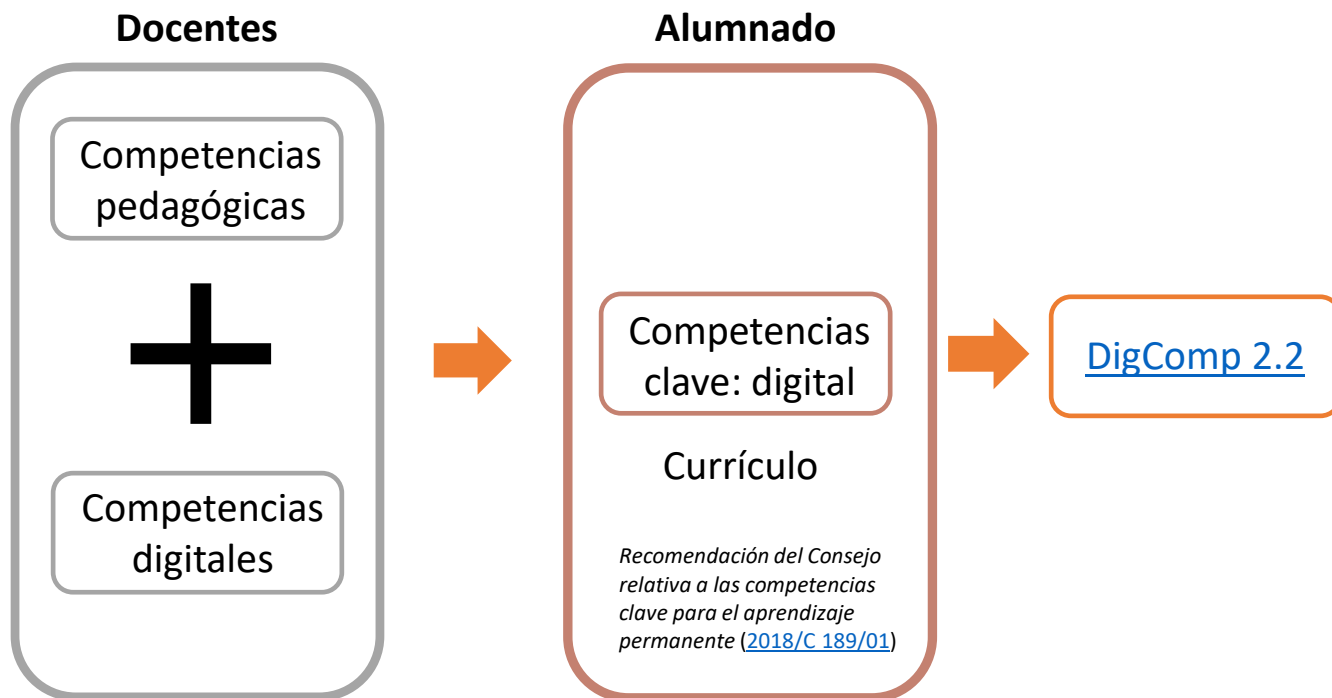 Docentes
Competencias
pedagógicas
Competencias
digitales
Alumnado
Competencias
clave: digital
Currículo
Recomendación del Consejo
relativa a las competencias
clave para el aprendizaje
permanente (2018/C 189/01)
DigComp 2.2